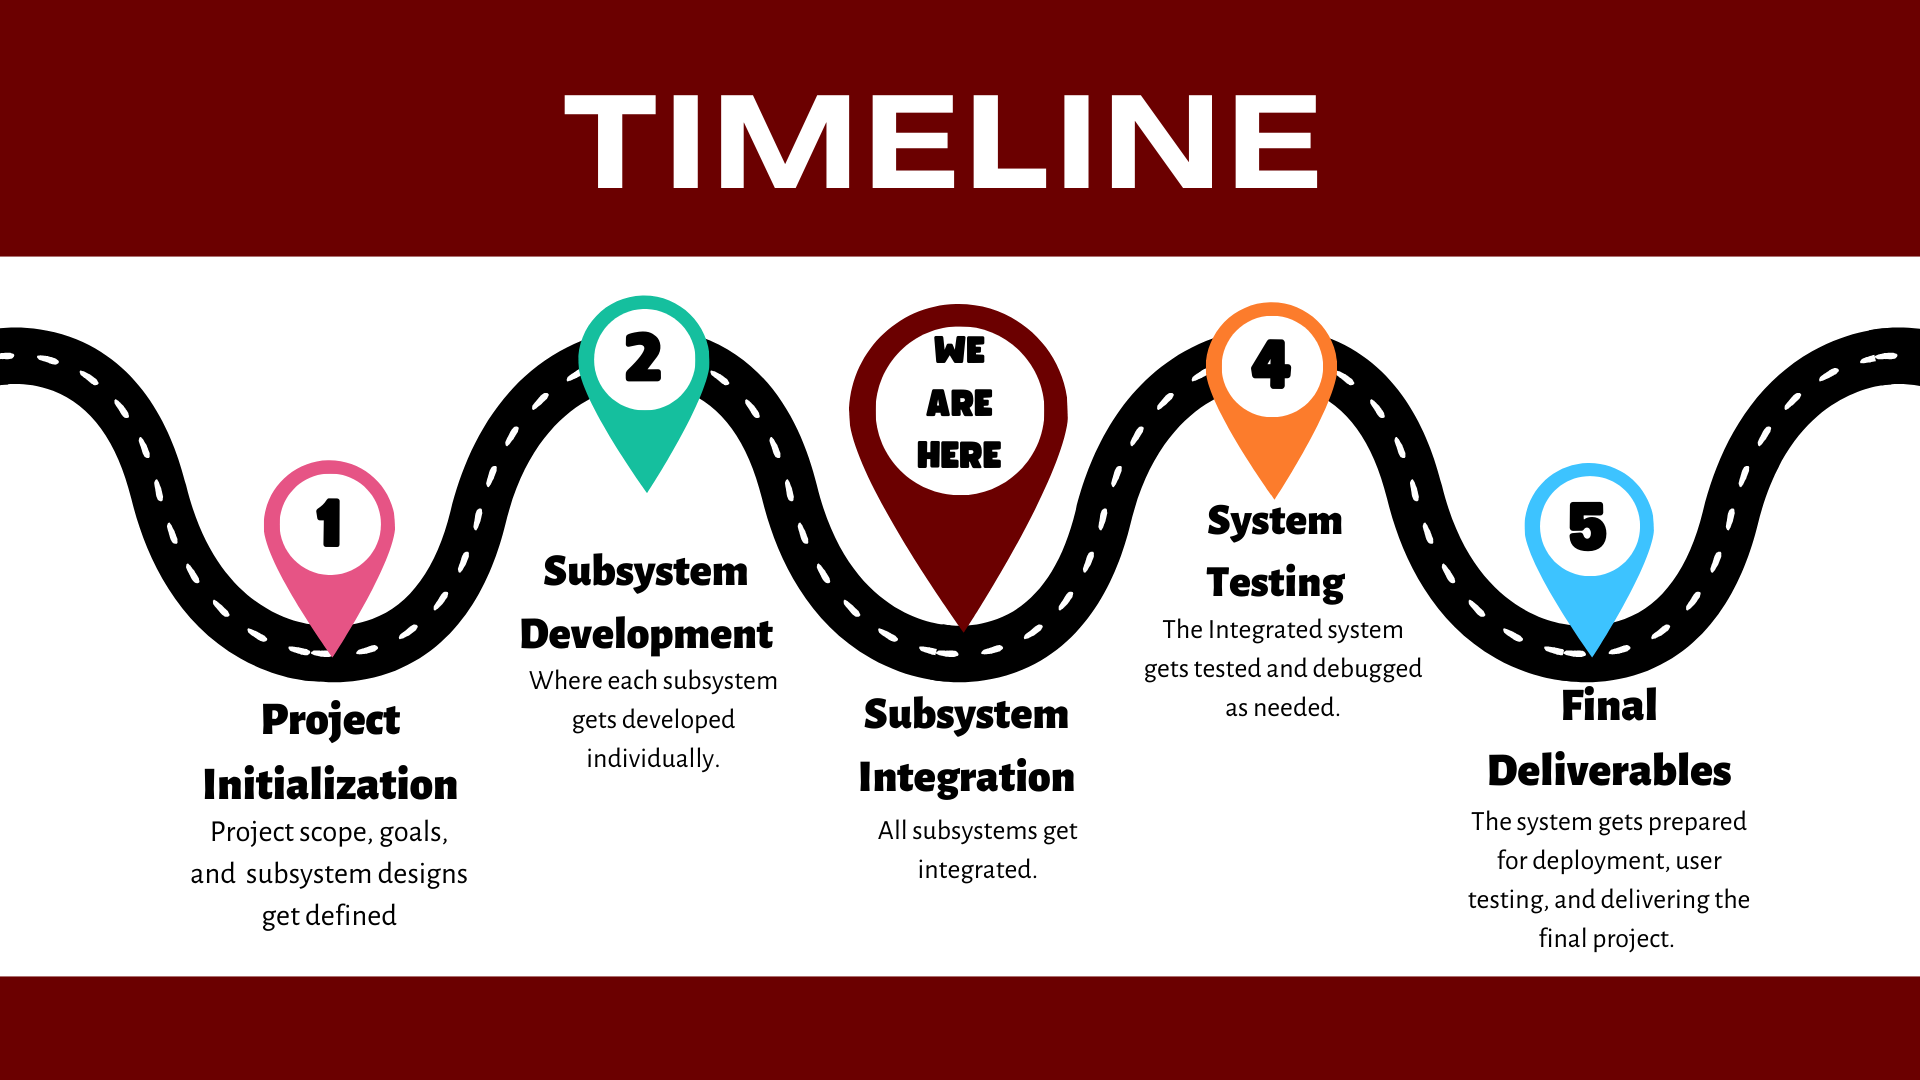 TIMELINE
1
Project
Initialization
Project scope, goals,
and subsystem designs
get defined
2
Subsystem
Development
Where each subsystem
gets developed
individually.
WE
ARE
HERE
Subsystem
Integration
All subsystems get
integrated.
4
System
Testing
The Integrated system
gets tested and debugged
as needed.
5
Final
Deliverables
The system gets prepared
for deployment, user
testing, and delivering the
final project.